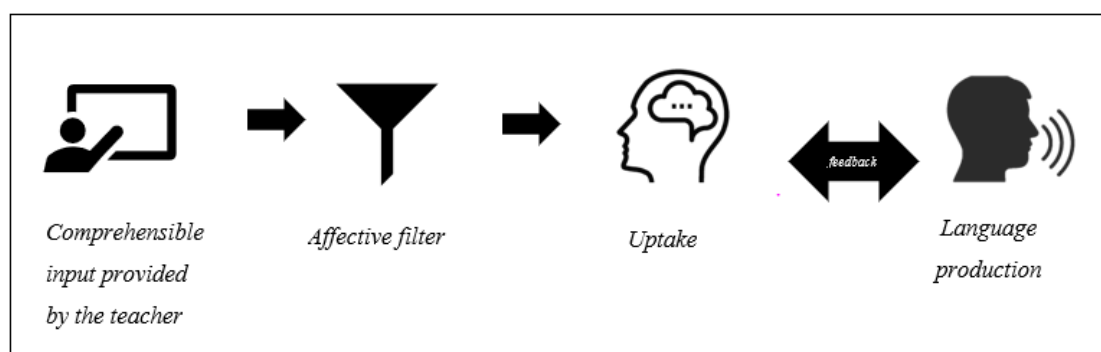 feedback
Comprehensible
input provided
by the teacher
Affective filter
Uptake
Language
production